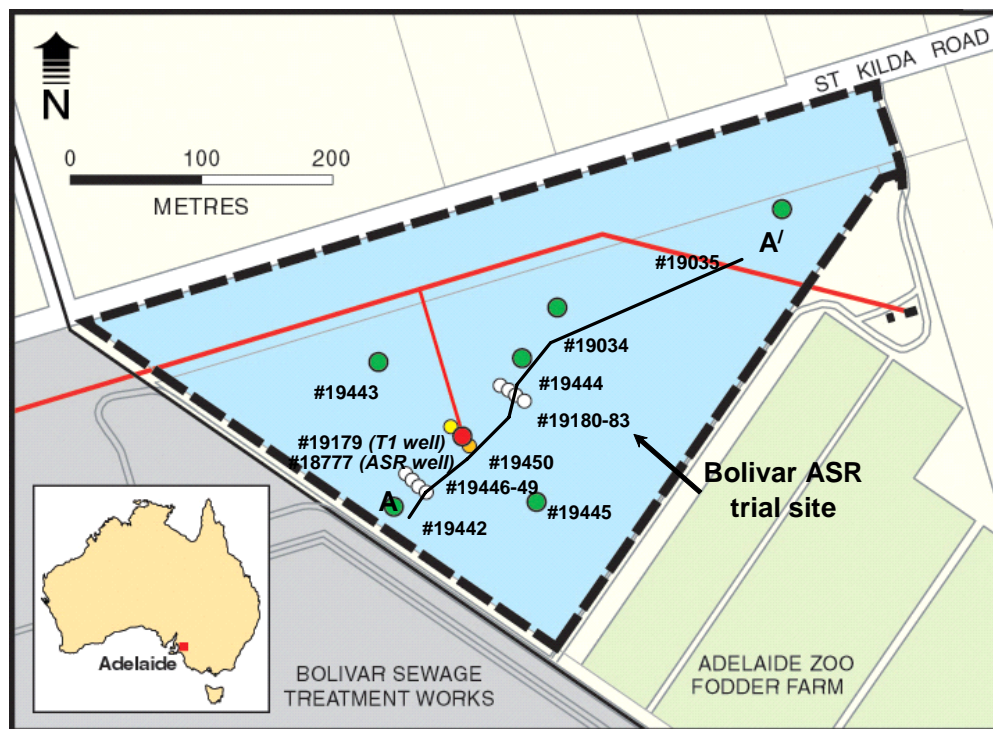 ST KILDA ROAD
N
0 100 200
METRES
A/
#19035
#19034
#19444
#19443
#19180-83
#19179 (T1 well)
#18777 (ASR well)
#19450
#19446-49
Bolivar ASR
trial site
A
#19445
#19442
Adelaide
BOLIVAR SEWAGE
TREATMENT WORKS
ADELAIDE ZOO
FODDER FARM